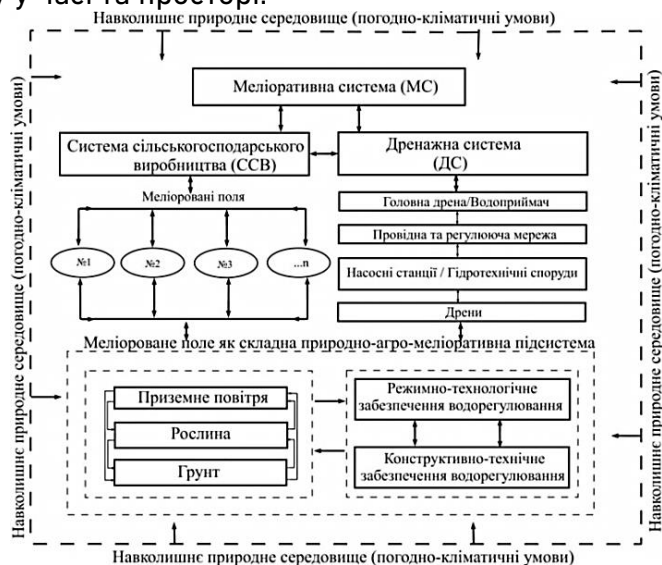 у часі та просторі.
Навколишнє природне середовище (погодно-кліматичні умови)
Меліоративна система (МС)
Система сільськогосподарського
виробництва (ССВ)
Дренажна система
(ДС)
Меліоровані поля
Головна дрена/Водоприймач
Провідна та регулююча мережа
№1
№2
№3
...n
Насосні станції / Гідротехнічні споруди
Дрени
Меліороване поле як складна природно-агро-меліоративна підсистема
Приземне повітря
Рослина
Грунт
Режимно-технологічне
забезпечення водорегулювання
Конструктивно-технічне
забезпечення водорегулювання
Навколишнє природне середовище (погодно-кліматичні умови)
Навколишнє природне середовище (погодно-кліматичні умови)
Навколишнє природне середовище (погодно-кліматичні умови)